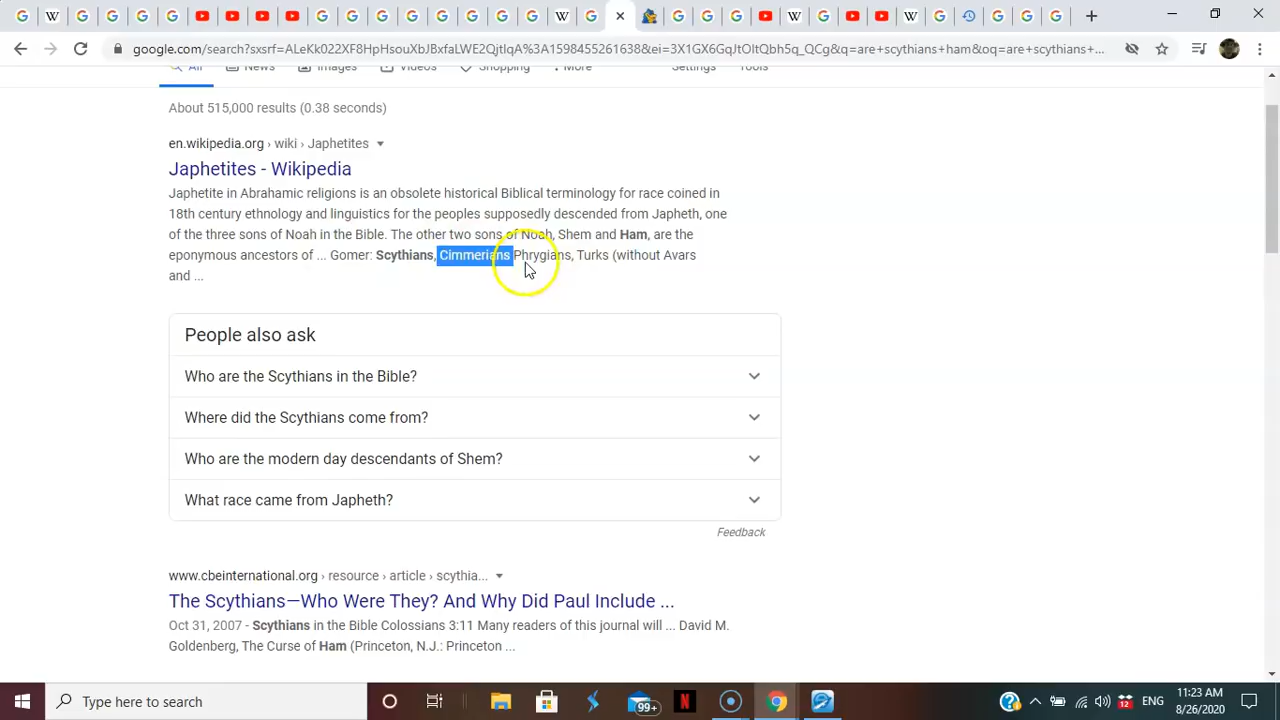 google.com/search?sxsrf=ALeKk022XF8HpHsouXbJBxfaLWE2QjtlqA%3A1598455261638&ei=3X1GX6GqJtOltQbh5q_QCg&q=are+scythians+ham&oq=are+scythians+...
All News Images Videos Shopping More Settings Tools
About 515,000 results (0.38 seconds)
en.wikipedia.org › wiki › Japhetites
Japhetites - Wikipedia
Japhetite in Abrahamic religions is an obsolete historical Biblical terminology for race coined in
18th century ethnology and linguistics for the peoples supposedly descended from Japheth, one
of the three sons of Noah in the Bible. The other two sons of Noah, Shem and Ham, are the
eponymous ancestors of ... Gomer: Scythians, Cimmerians Phrygians, Turks (without Avars
and ...
People also ask
Who are the Scythians in the Bible?
Where did the Scythians come from?
Who are the modern day descendants of Shem?
What race came from Japheth?
Feedback
www.cbeinternational.org › resource › article › scythia...
The Scythians—Who Were They? And Why Did Paul Include ...
Oct 31, 2007 - Scythians in the Bible Colossians 3:11 Many readers of this journal will ... David M.
Goldenberg, The Curse of Ham (Princeton, N.J.: Princeton ...
Type here to search
99+
12
ENG
11:23 AM
8/26/2020